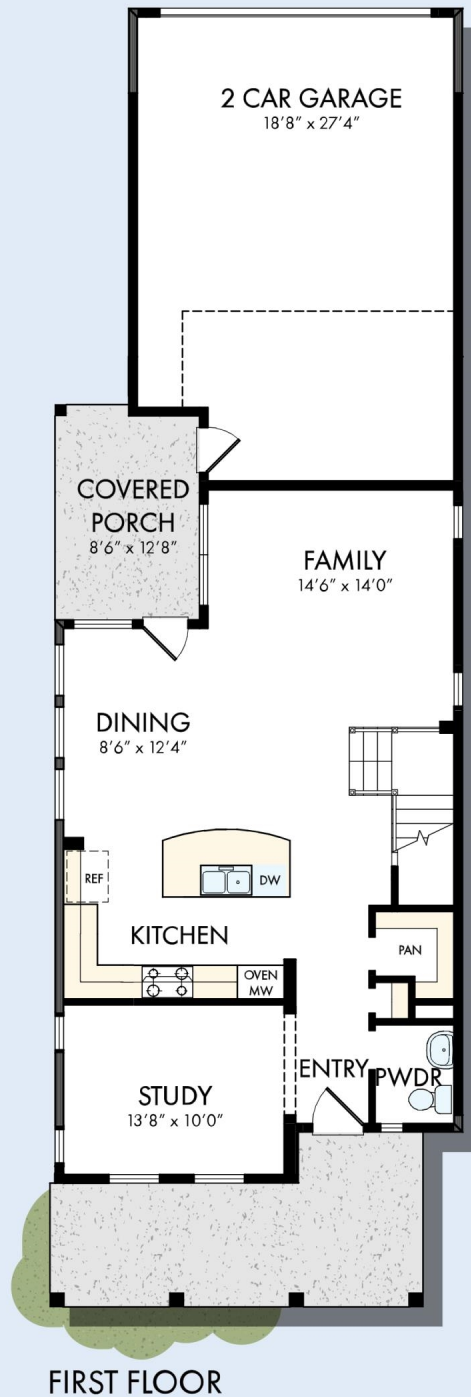 2 CAR GARAGE
18'8" x 27'4"
COVERED
PORCH
8'6" x 12'8"
FAMILY
14'6" x 14'0"
DINING
8'6" x 12'4"
REF
DW
KITCHEN
PAN
OVEN
MW
ENTRY
PWDR
STUDY
13'8" x 10'0"
FIRST FLOOR